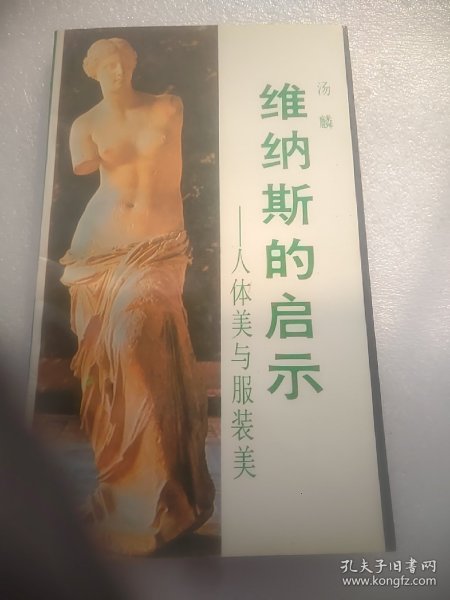 汤麟
维纳斯的启示
——人体美与服装美
孔夫子旧书网
www.kongfz.com